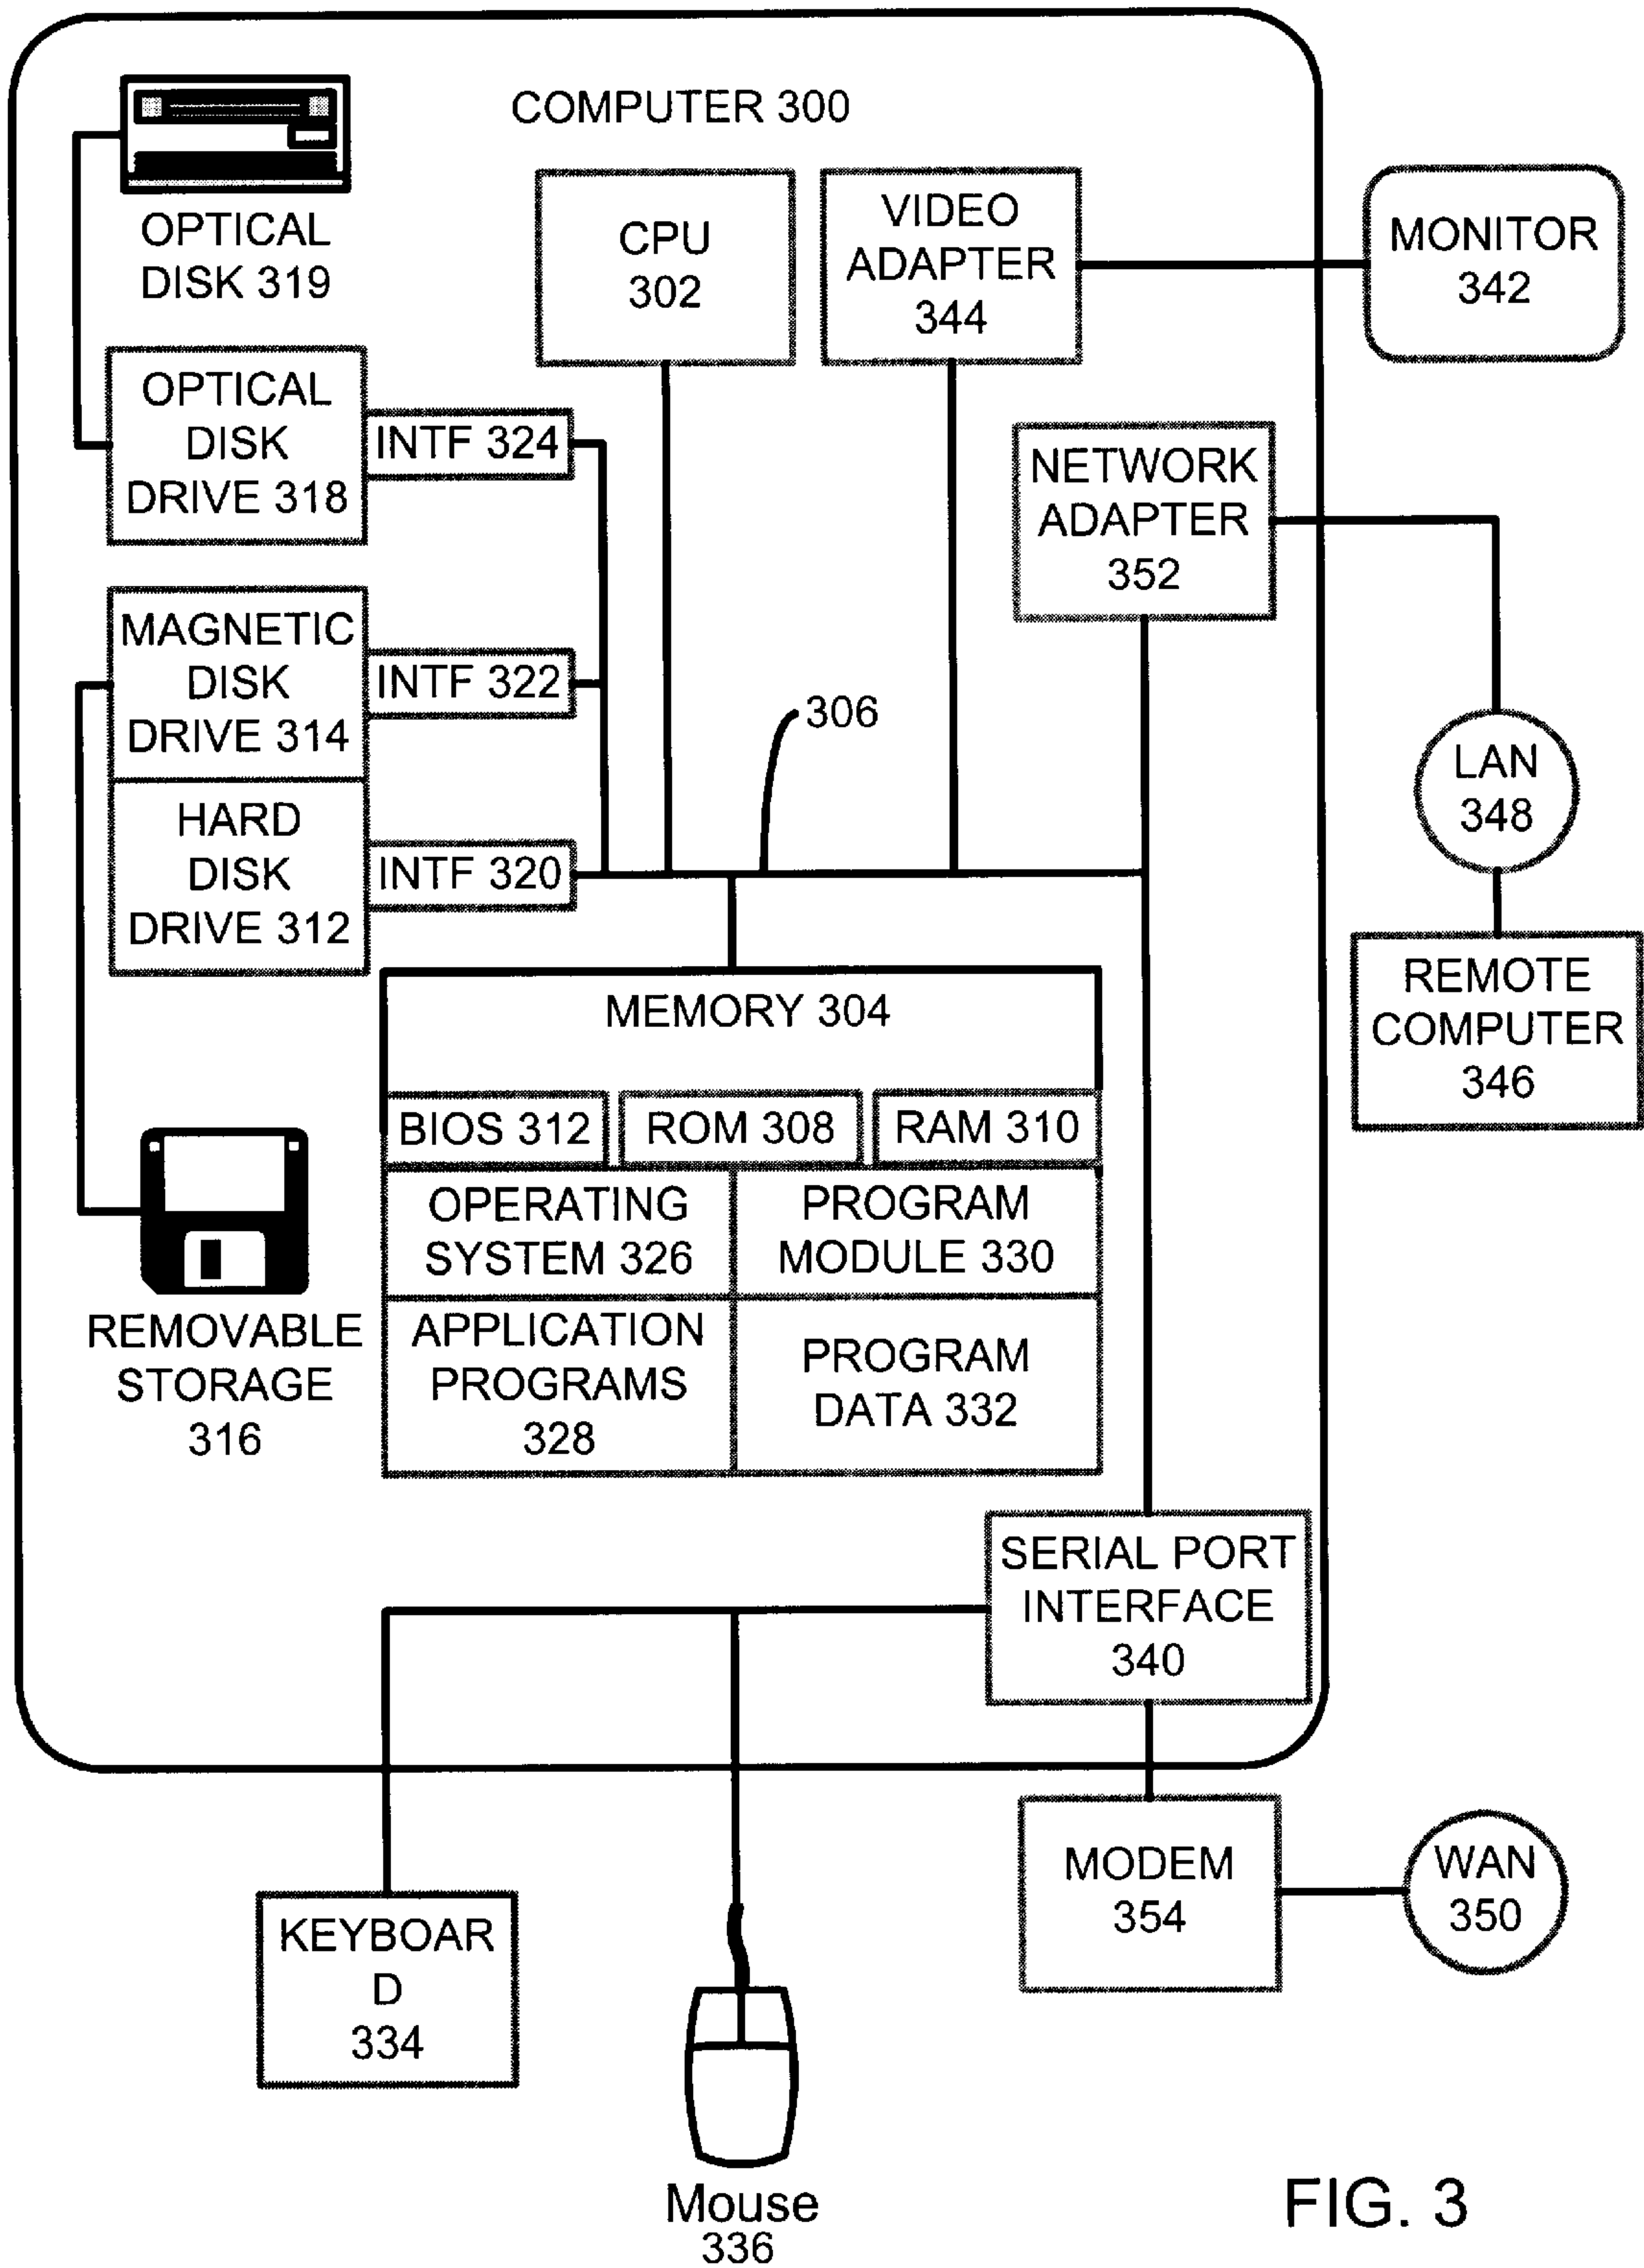 COMPUTER 300
OPTICAL
DISK 319
CPU
302
VIDEO
ADAPTER
344
MONITOR
342
OPTICAL
DISK
DRIVE 318
INTF 324
NETWORK
ADAPTER
352
MAGNETIC
DISK
DRIVE 314
INTF 322
306
LAN
348
HARD
DISK
DRIVE 312
INTF 320
REMOTE
COMPUTER
346
MEMORY 304
BIOS 312
ROM 308
RAM 310
OPERATING
SYSTEM 326
PROGRAM
MODULE 330
APPLICATION
PROGRAMS
328
PROGRAM
DATA 332
REMOVABLE
STORAGE
316
SERIAL PORT
INTERFACE
340
MODEM
354
WAN
350
KEYBOAR
D
334
Mouse
336
FIG. 3